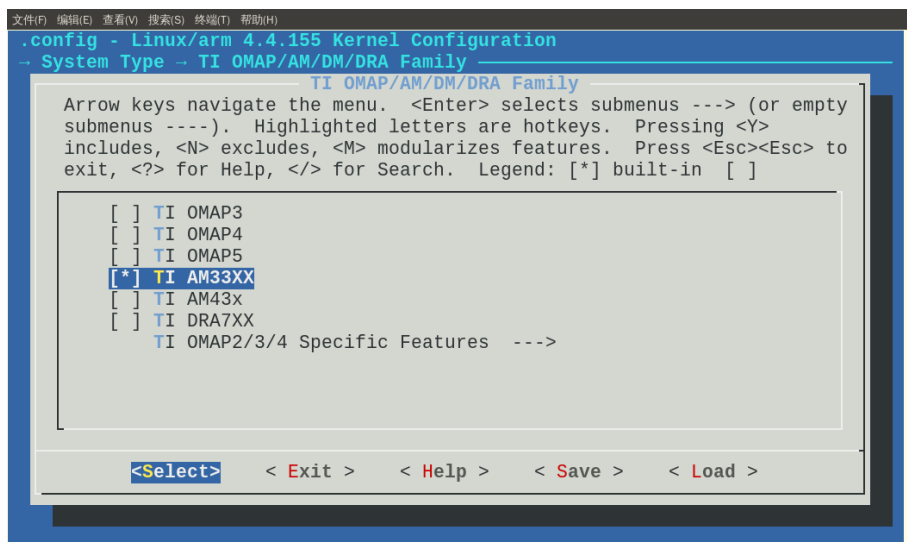 文件(F) 编辑(E) 查看(V) 搜索(S) 终端(T) 帮助(H)
.config - Linux/arm 4.4.155 Kernel Configuration
→ System Type → TI OMAP/AM/DM/DRA Family
TI OMAP/AM/DM/DRA Family
Arrow keys navigate the menu.  <Enter> selects submenus ---> (or empty
submenus ----).  Highlighted letters are hotkeys.  Pressing <Y>
includes, <N> excludes, <M> modularizes features.  Press <Esc><Esc> to
exit, <?> for Help, </> for Search.  Legend: [*] built-in  [ ]
[ ] TI OMAP3
[ ] TI OMAP4
[ ] TI OMAP5
[*] TI AM33XX
[ ] TI AM43x
[ ] TI DRA7XX
TI OMAP2/3/4 Specific Features  --->
<Select>    < Exit >    < Help >    < Save >    < Load >